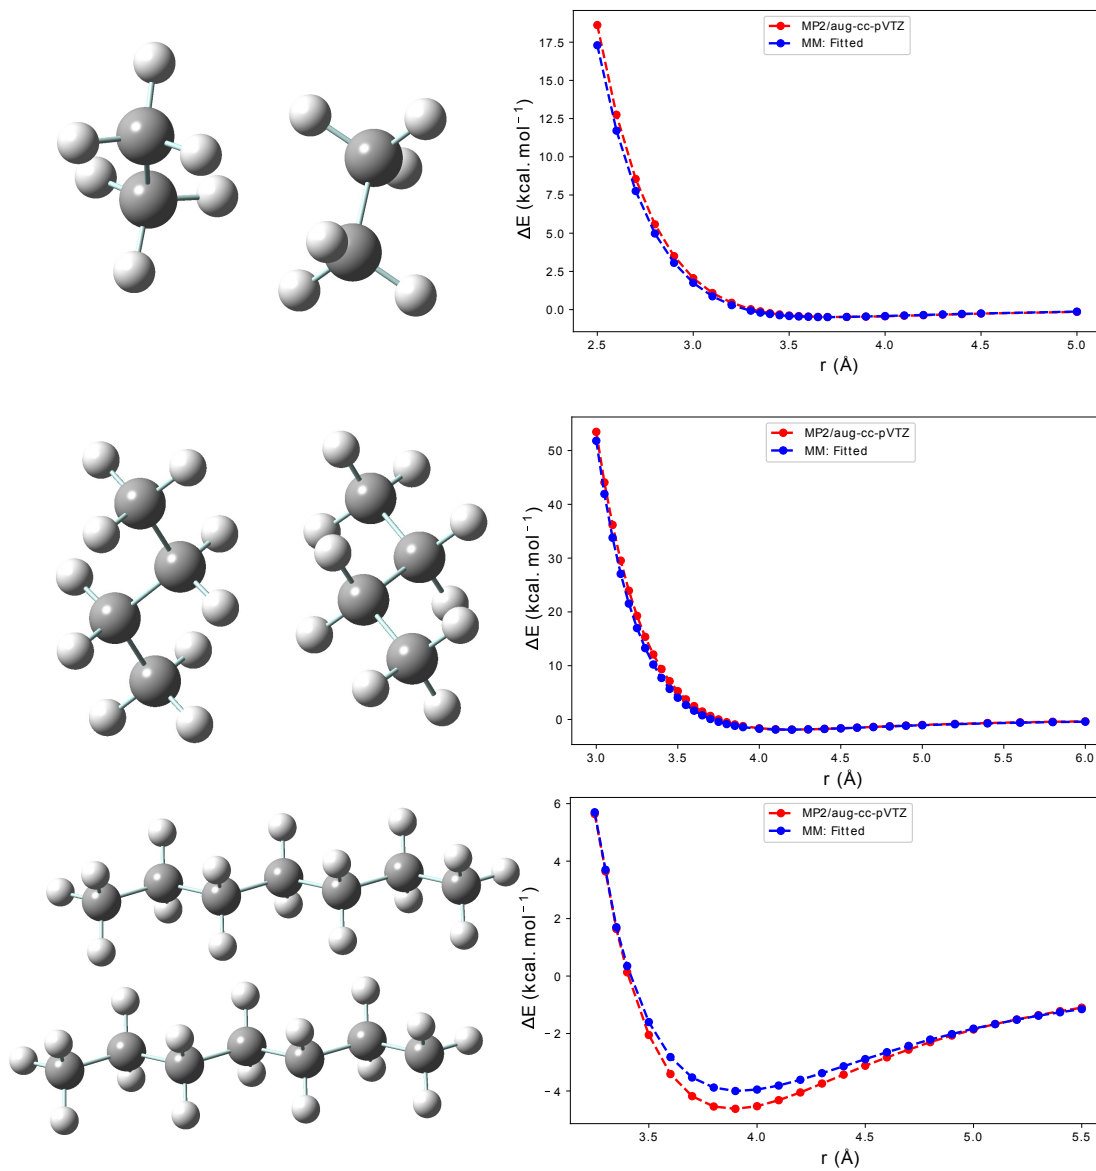 MP2/aug-cc-pVTZ
MM: Fitted
ΔE (kcal. mol⁻¹)
17.5
15.0
12.5
10.0
7.5
5.0
2.5
0.0
2.5 3.0 3.5 4.0 4.5 5.0
r (Å)
MP2/aug-cc-pVTZ
MM: Fitted
ΔE (kcal. mol⁻¹)
50
40
30
20
10
0
3.0 3.5 4.0 4.5 5.0 5.5 6.0
r (Å)
MP2/aug-cc-pVTZ
MM: Fitted
ΔE (kcal. mol⁻¹)
6
4
2
0
−2
−4
3.5 4.0 4.5 5.0 5.5
r (Å)